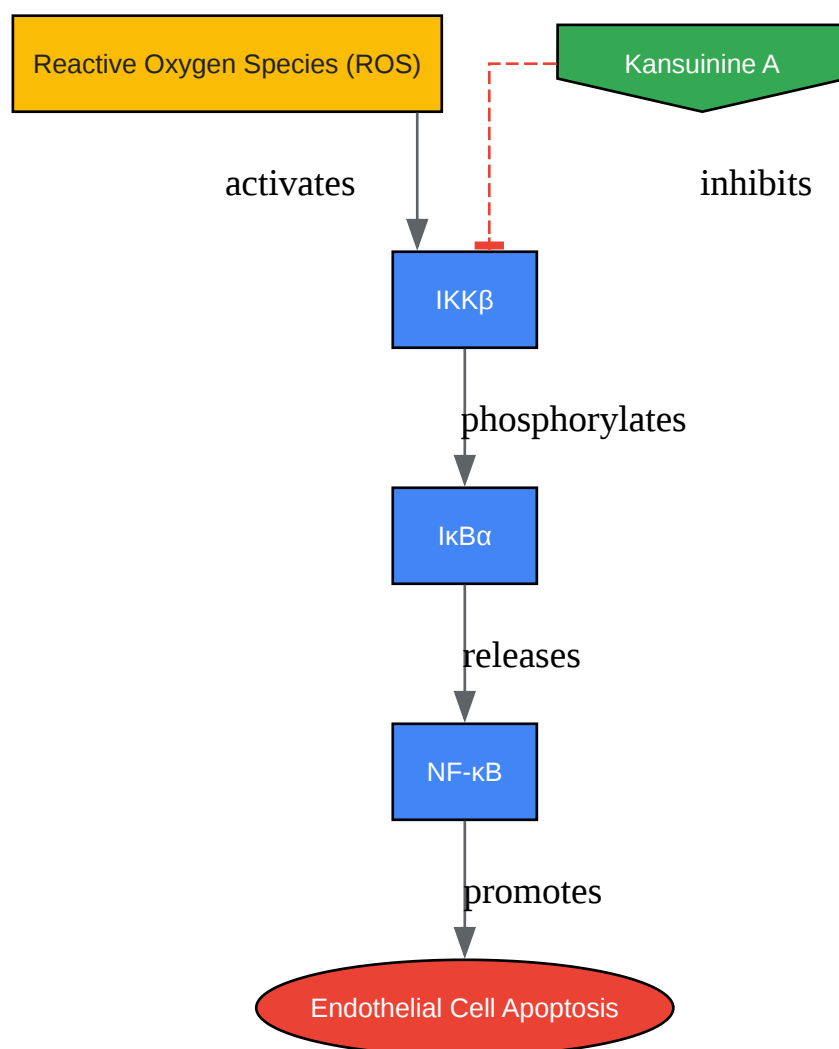 Reactive Oxygen Species (ROS)
Kansuinine A
activates
inhibits
IKKβ
phosphorylates
IκBα
releases
NF-κB
promotes
Endothelial Cell Apoptosis